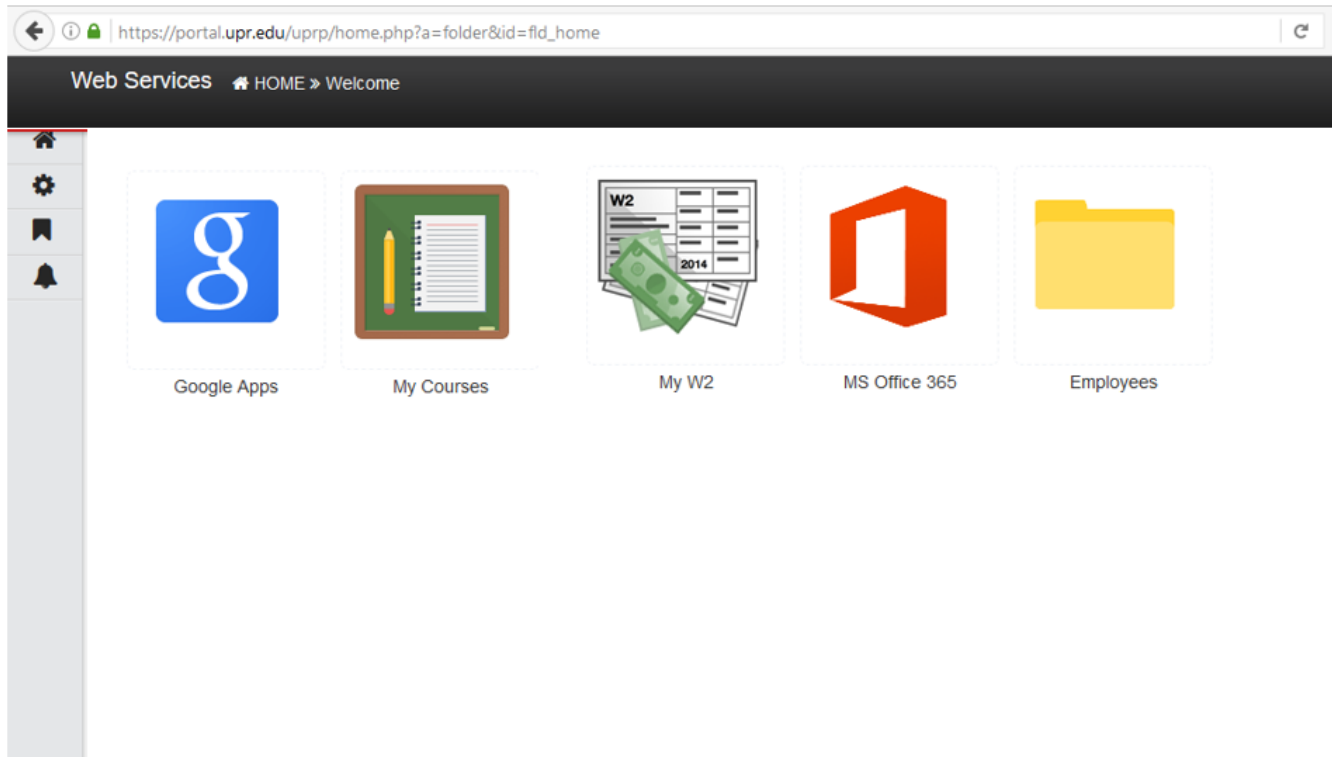 https://portal.upr.edu/uprp/home.php?a=folder&id=fld_home
Web Services HOME » Welcome
g
W2
2014
Google Apps My Courses My W2 MS Office 365 Employees